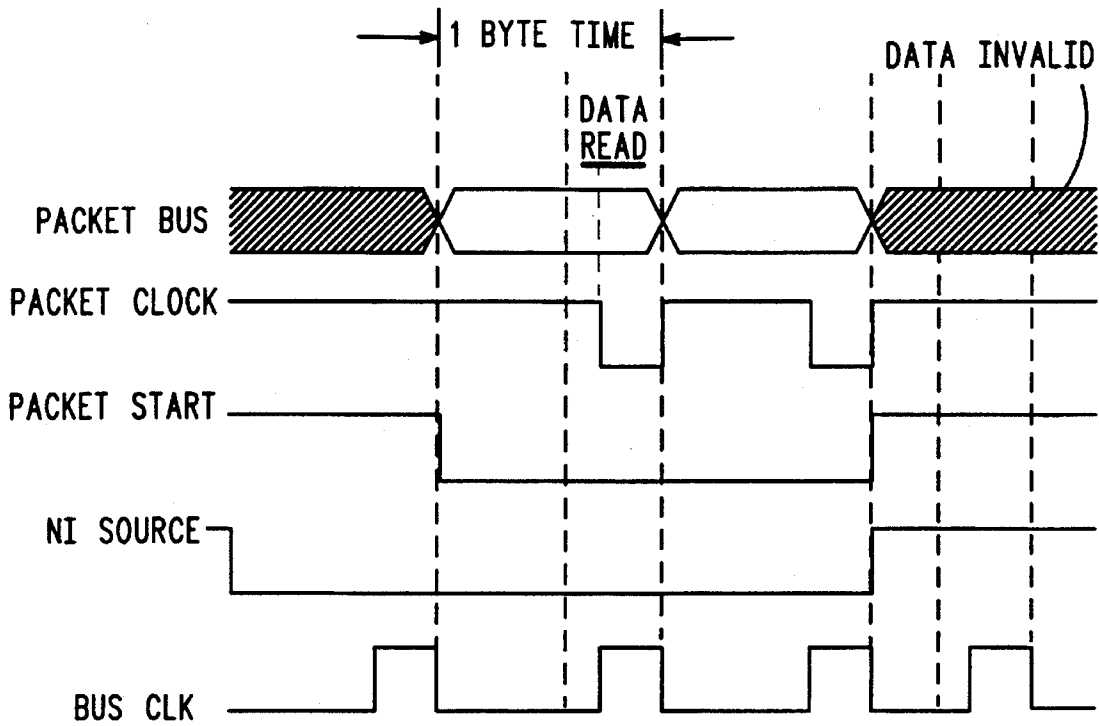 1 BYTE TIME
DATA INVALID
DATA
READ
PACKET BUS
PACKET CLOCK
PACKET START
NI SOURCE
BUS CLK